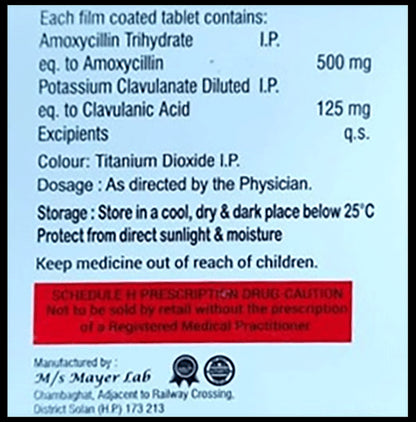 Each film coated tablet contains:
Amoxycillin Trihydrate I.P.
eq. to Amoxycillin 500 mg
Potassium Clavulanate Diluted I.P.
eq. to Clavulanic Acid 125 mg
Excipients q.s.
Colour: Titanium Dioxide I.P.
Dosage : As directed by the Physician.
Storage : Store in a cool, dry & dark place below 25°C
Protect from direct sunlight & moisture
Keep medicine out of reach of children.
SCHEDULE H PRESCRIPTION DRUG-CAUTION
Not to be sold by retail without the prescription
of a Registered Medical Practitioner
Manufactured by :
M/s Mayer Lab
Chambaghat, Adjacent to Railway Crossing,
District Solan (H.P) 173 213